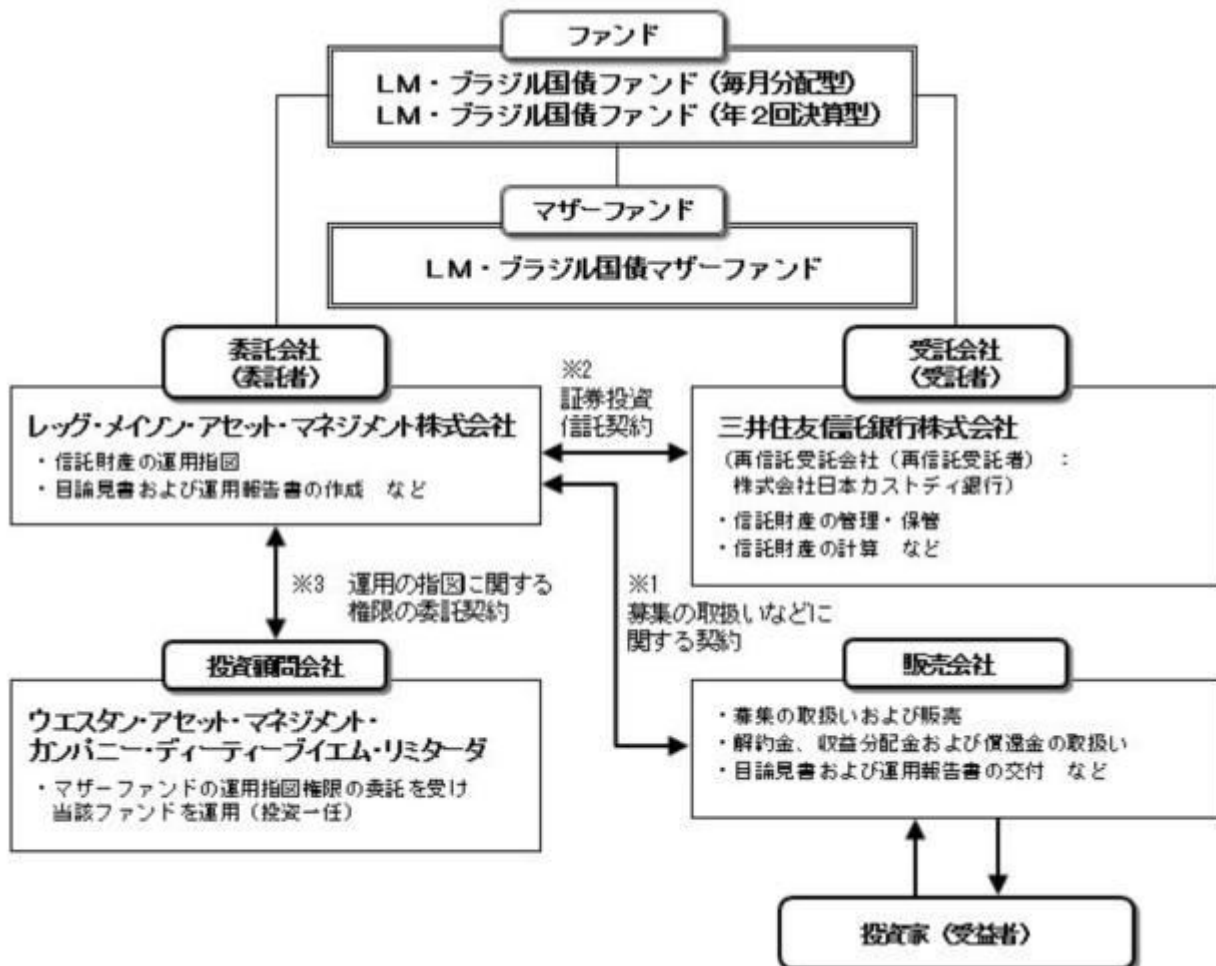 ファンド
LM・ブラジル国債ファンド(毎月分配型)
LM・ブラジル国債ファンド(年2回決算型)
マザーファンド
LM・ブラジル国債マザーファンド
委託会社
(委託者)
レッグ・メイソン・アセット・マネジメント株式会社
・信託財産の運用指図
・目論見書および運用報告書の作成 など
※2
証券投資
信託契約
受託会社
(受託者)
三井住友信託銀行株式会社
(再信託受託会社(再信託受託者) :
株式会社日本カストディ銀行)
・信託財産の管理・保管
・信託財産の計算 など
※3 運用の指図に関する
権限の委託契約
※1
募集の取扱いなどに
関する契約
投資顧問会社
ウエスタン・アセット・マネジメント・
カンパニー・ディーティーブイエム・リミターダ
・マザーファンドの運用指図権限の委託を受け
当該ファンドを運用(投資一任)
販売会社
・募集の取扱いおよび販売
・解約金、収益分配金および償還金の取扱い
・目論見書および運用報告書の交付 など
投資家(受益者)